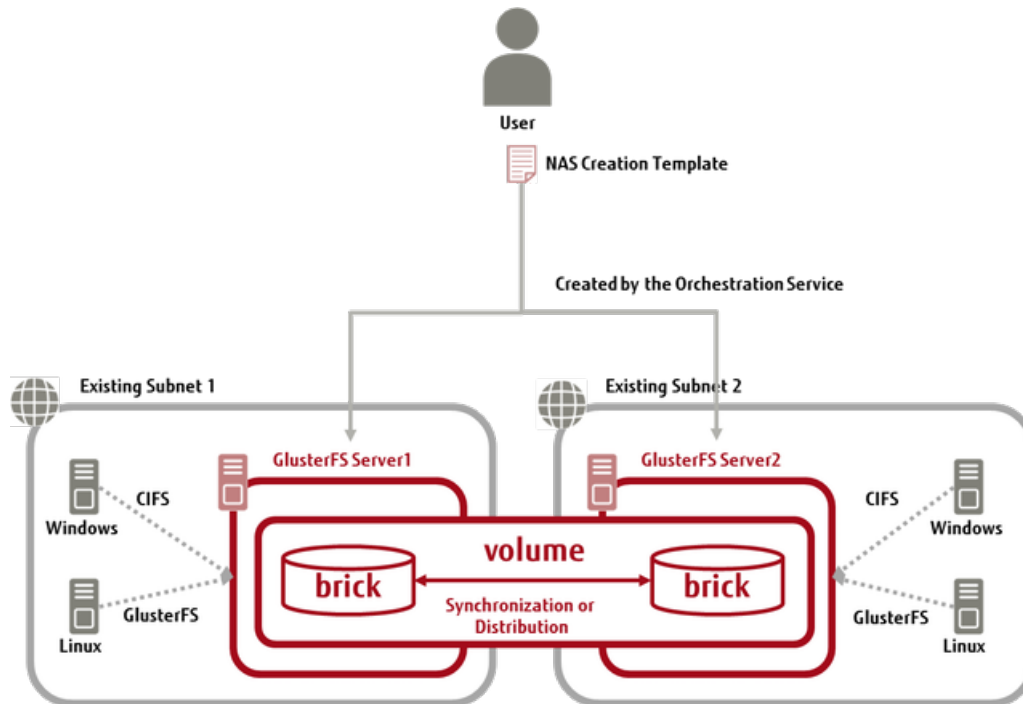 User
NAS Creation Template
Created by the Orchestration Service
Existing Subnet 1
Existing Subnet 2
GlusterFS Server1
GlusterFS Server2
CIFS
CIFS
Windows
Windows
volume
brick
brick
Synchronization or
Distribution
GlusterFS
GlusterFS
Linux
Linux